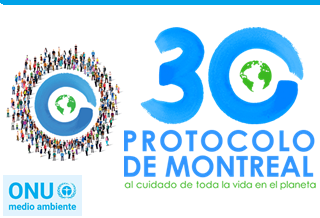 30
PROTOCOLO
DE MONTREAL
al cuidado de toda la vida en el planeta
ONU
medio ambiente